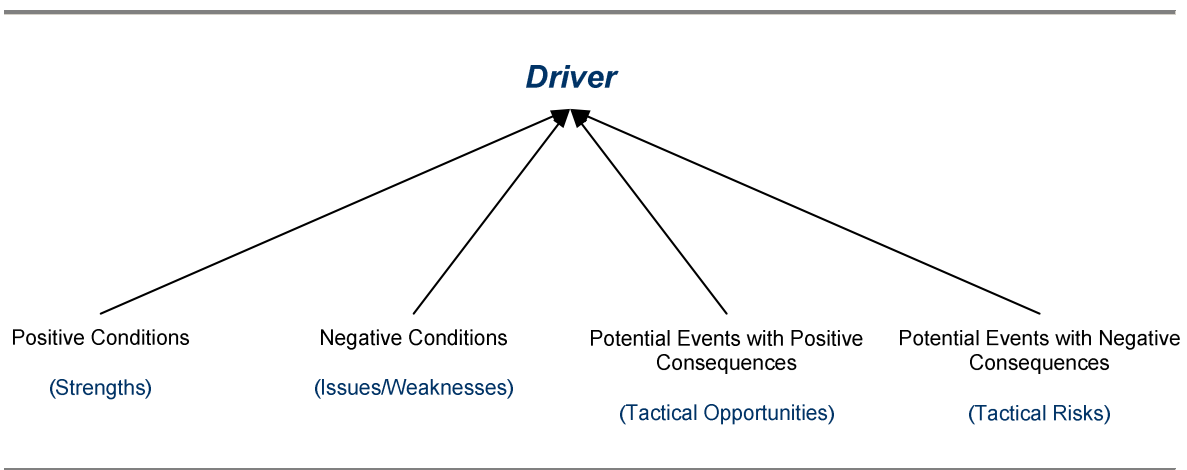 Driver
Positive Conditions
(Strengths)
Negative Conditions
(Issues/Weaknesses)
Potential Events with Positive
Consequences
(Tactical Opportunities)
Potential Events with Negative
Consequences
(Tactical Risks)